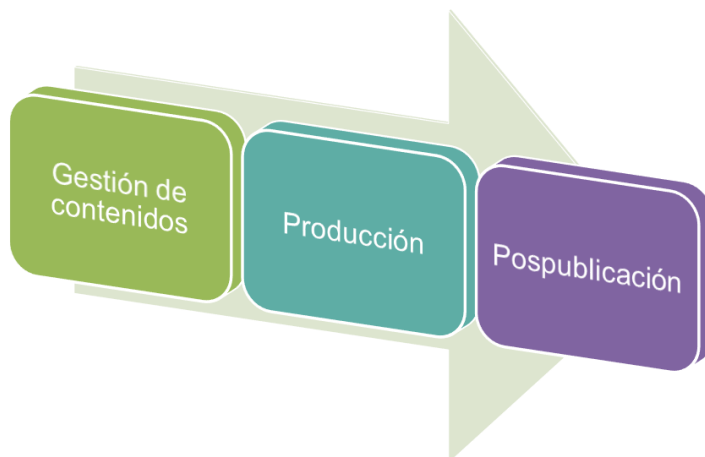 Gestión de
contenidos
Producción
Pospublicación